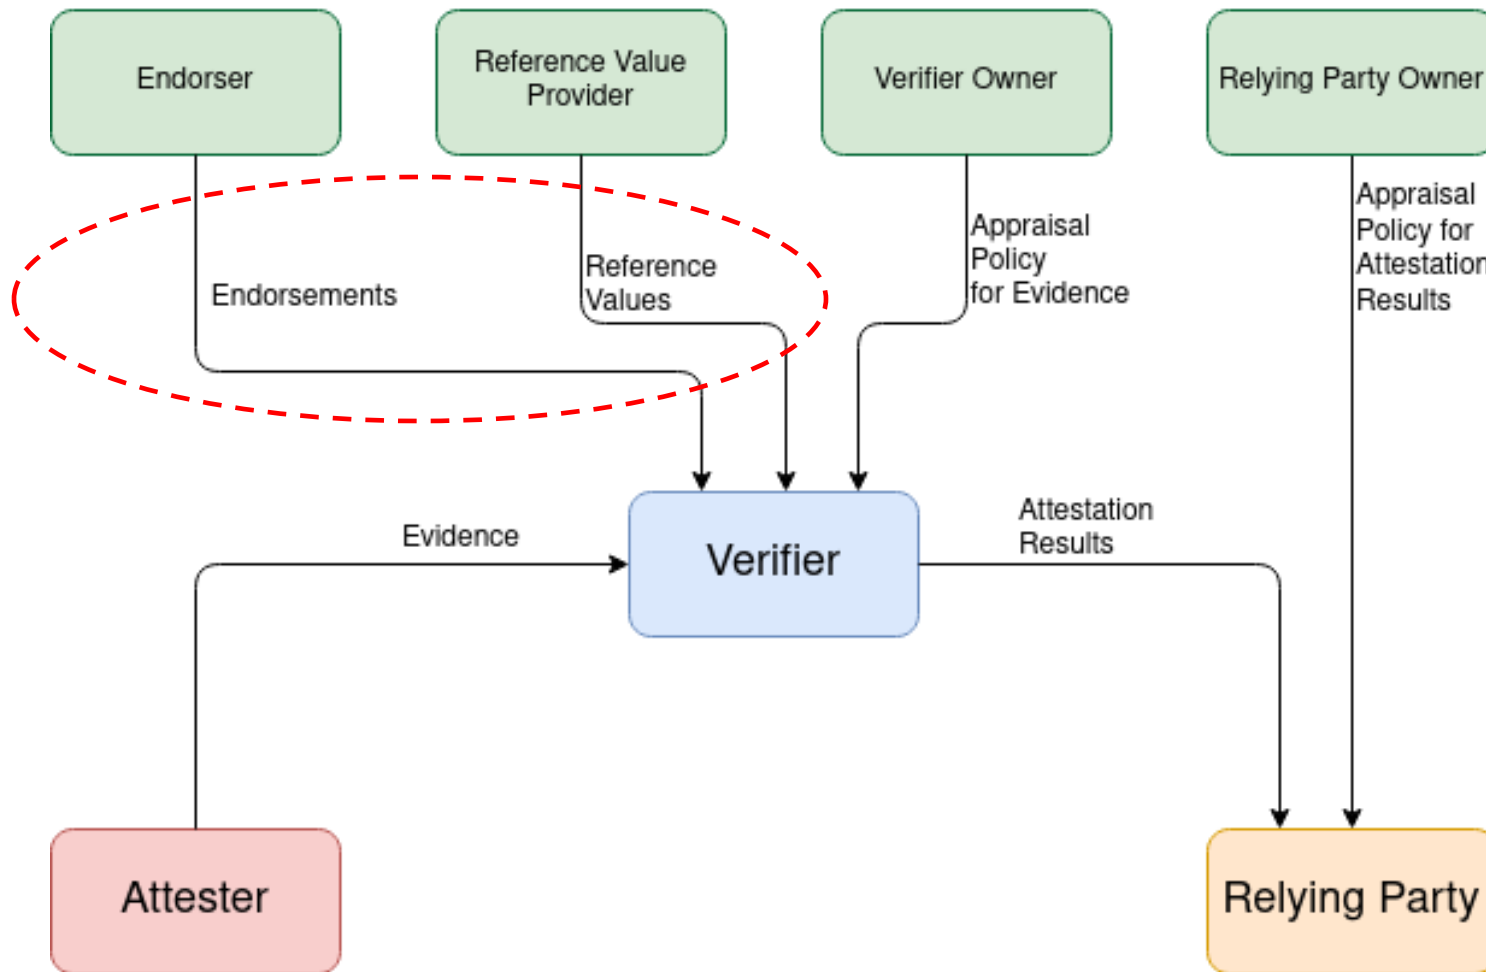 Endorser
Reference Value
Provider
Verifier Owner
Relying Party Owner
Endorsements
Reference
Values
Appraisal
Policy
for Evidence
Appraisal
Policy for
Attestation
Results
Evidence
Verifier
Attestation
Results
Attester
Relying Party